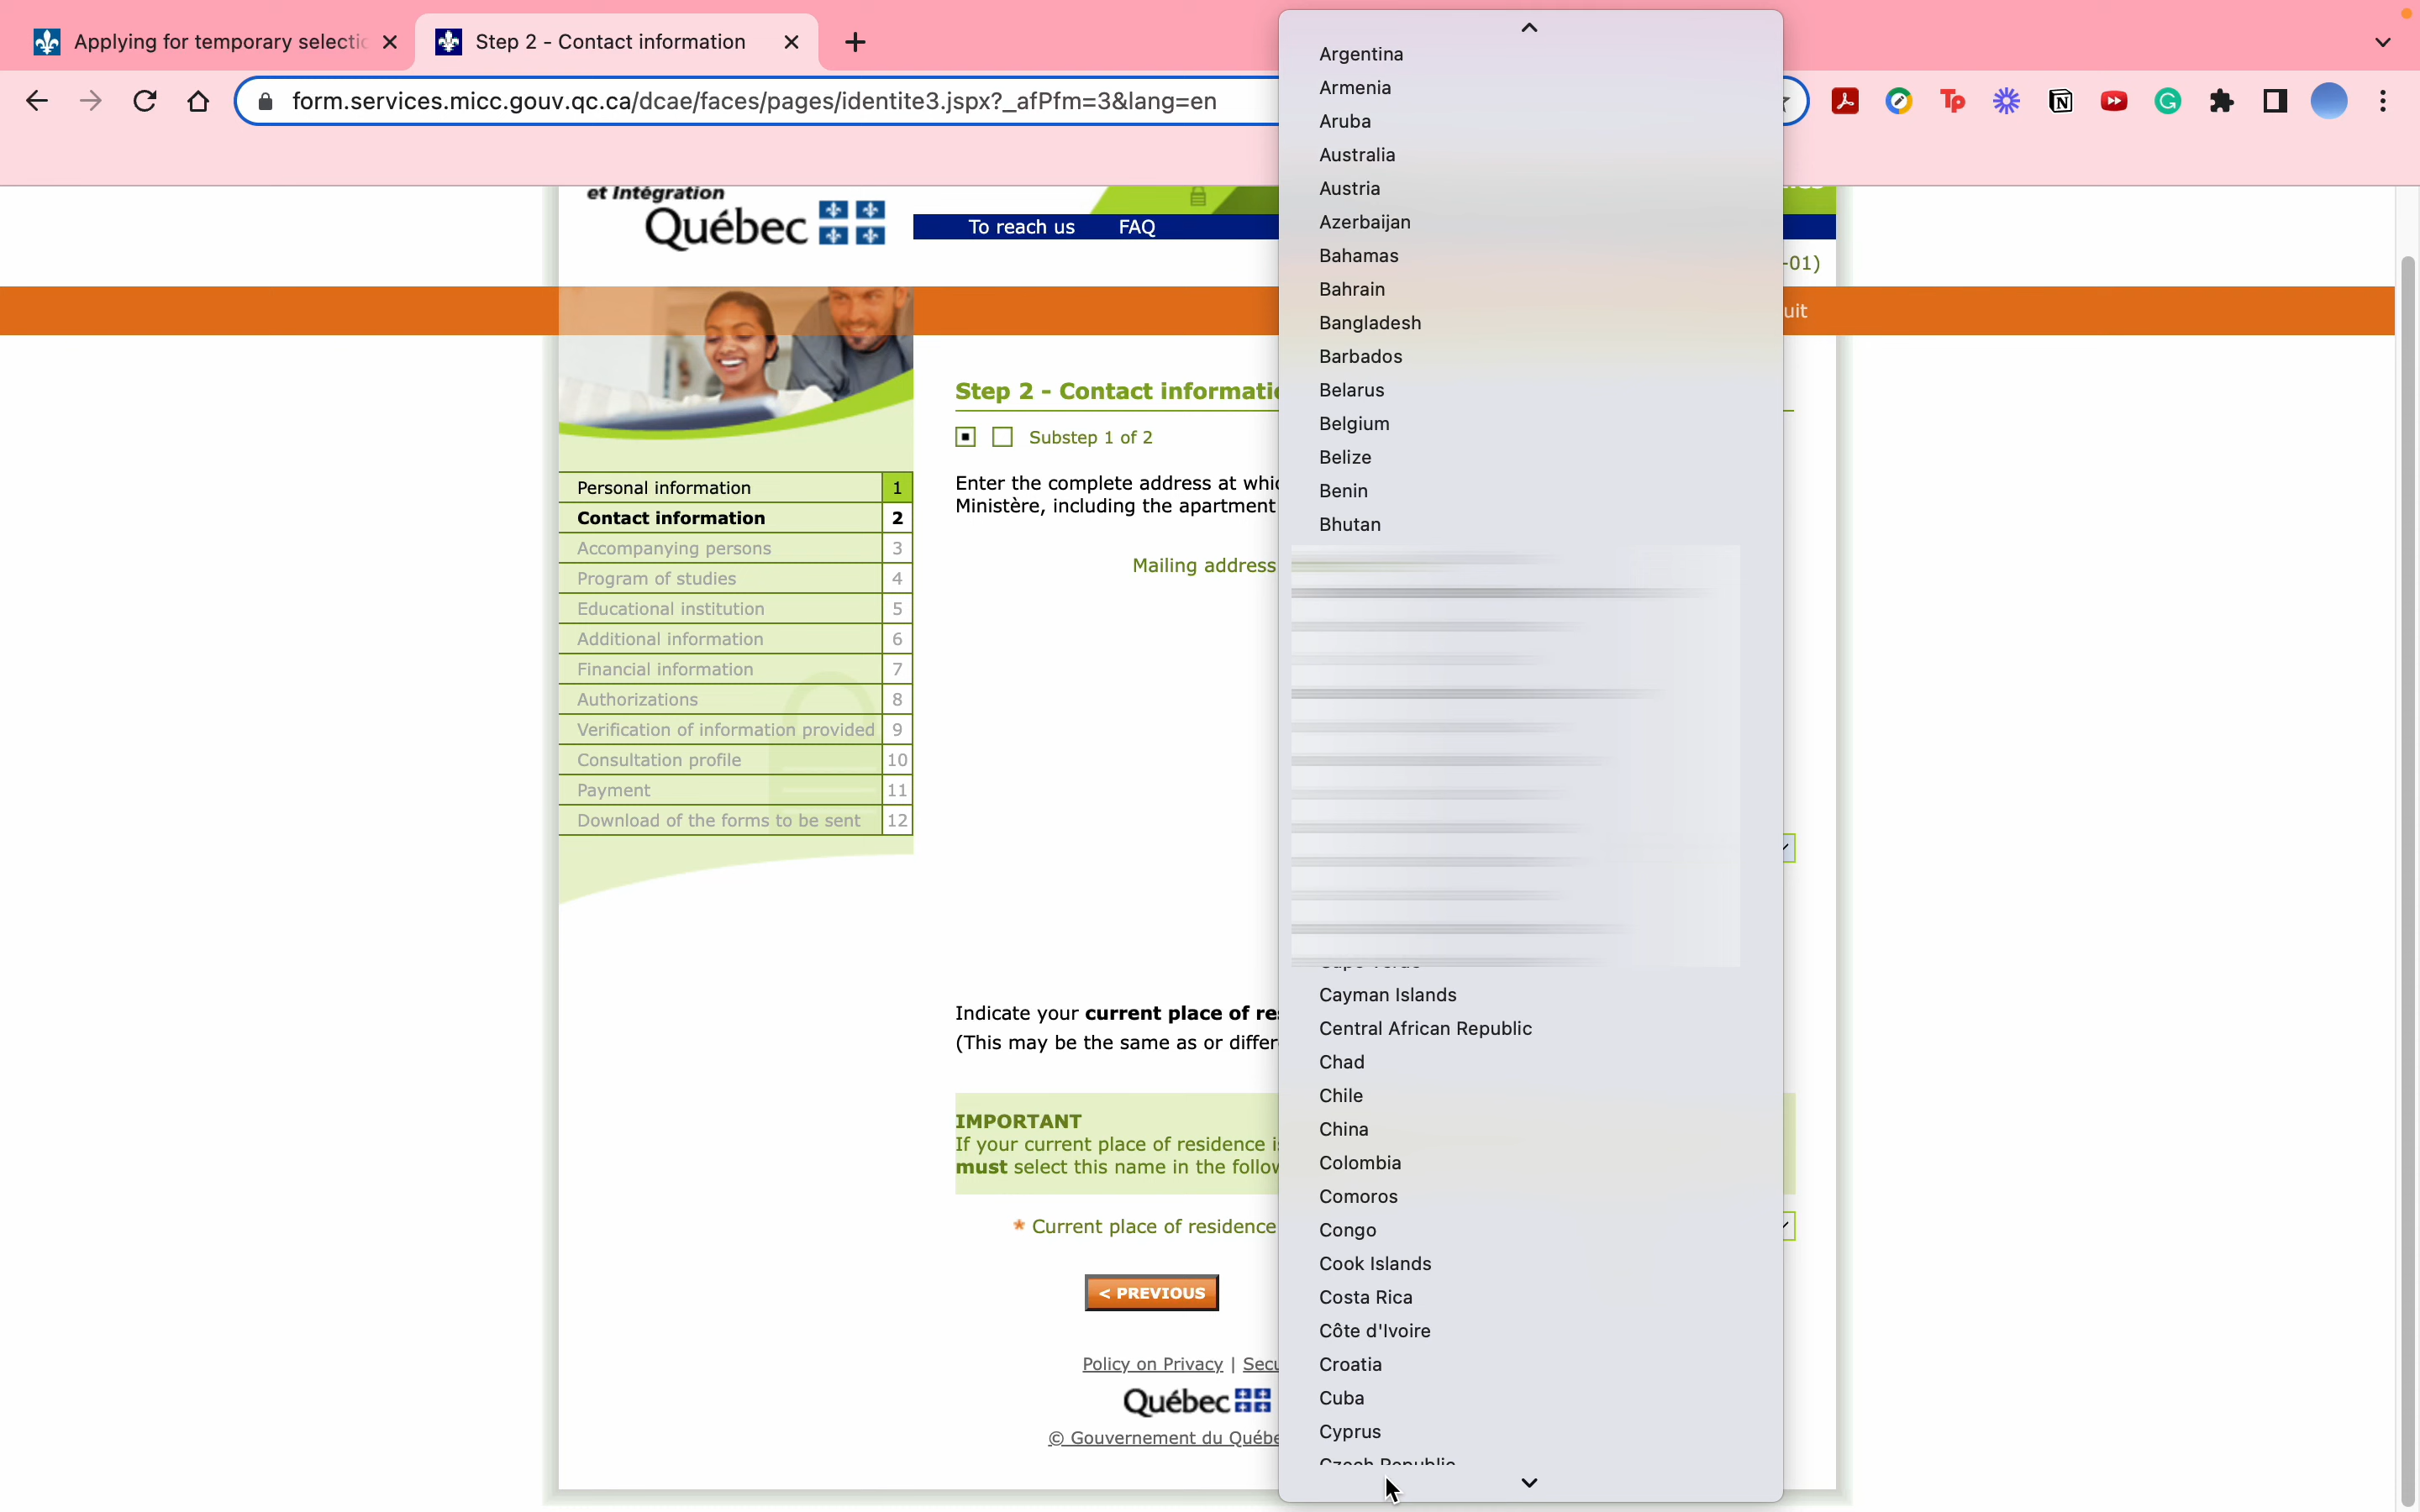 Applying for temporary selectio
Step 2 - Contact information
form.services.micc.gouv.qc.ca/dcae/faces/pages/identite3.jspx?_afPfm=3&lang=en
et Intégration
Québec
To reach us FAQ
-01)
uit
Step 2 - Contact informatio
Substep 1 of 2
Enter the complete address at whic
Ministère, including the apartment
Mailing address
Personal information 1
Contact information 2
Accompanying persons 3
Program of studies 4
Educational institution 5
Additional information 6
Financial information 7
Authorizations 8
Verification of information provided 9
Consultation profile 10
Payment 11
Download of the forms to be sent 12
Indicate your current place of re
(This may be the same as or differ
IMPORTANT
If your current place of residence i
must select this name in the follow
* Current place of residence
< PREVIOUS
Policy on Privacy | Secu
Québec
© Gouvernement du Québe
Argentina
Armenia
Aruba
Australia
Austria
Azerbaijan
Bahamas
Bahrain
Bangladesh
Barbados
Belarus
Belgium
Belize
Benin
Bhutan
Cayman Islands
Central African Republic
Chad
Chile
China
Colombia
Comoros
Congo
Cook Islands
Costa Rica
Côte d'Ivoire
Croatia
Cuba
Cyprus
Czech Republic